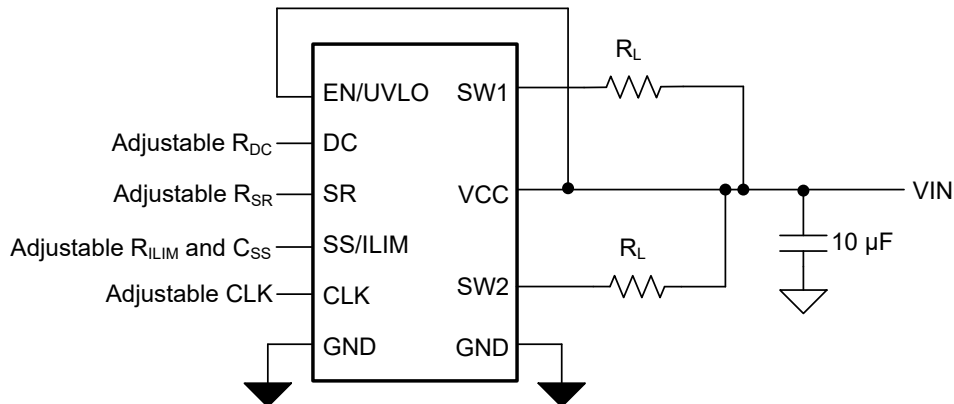 R_L
EN/UVLO
SW1
Adjustable R_DC
DC
Adjustable R_SR
SR
VCC
VIN
Adjustable R_ILIM and C_SS
SS/ILIM
R_L
10 µF
Adjustable CLK
CLK
SW2
GND
GND